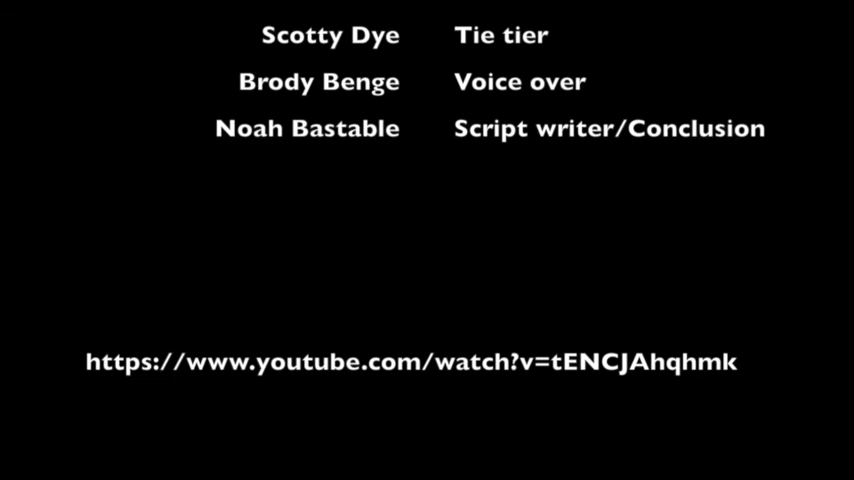 Scotty Dye Tie tier
Brody Benge Voice over
Noah Bastable Script writer/Conclusion
https://www.youtube.com/watch?v=tENCJAhqhmk